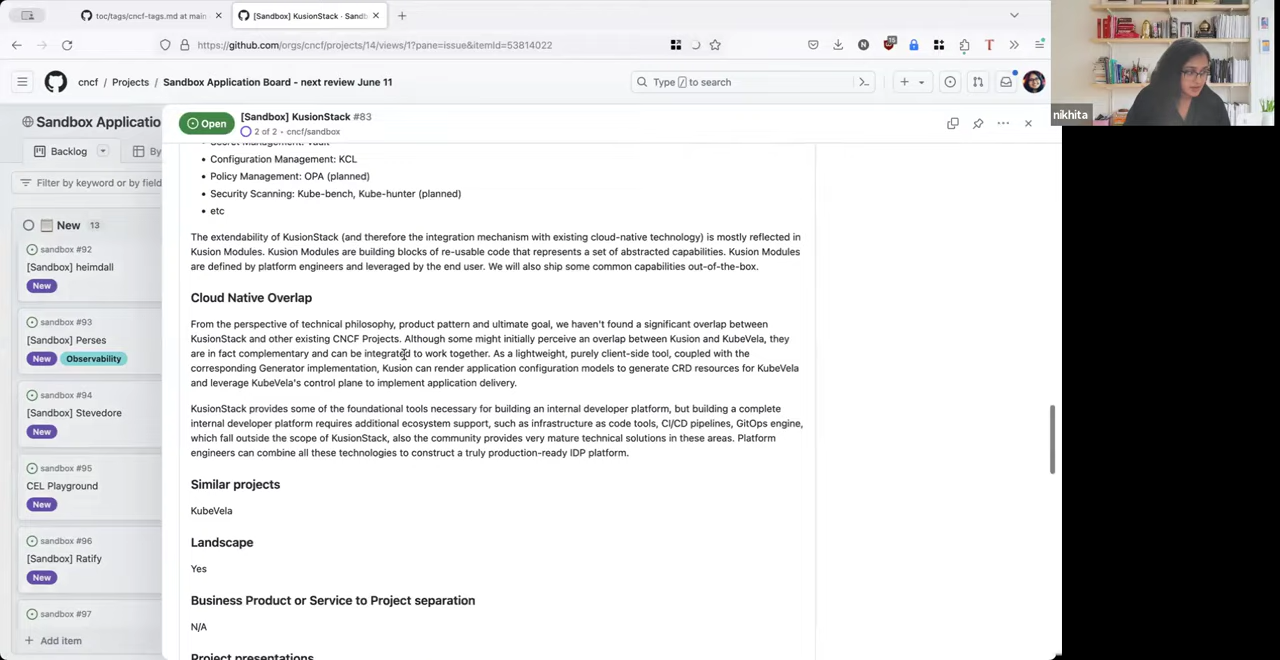 toc/tags/cncf-tags.md at main
[Sandbox] KusionStack · Sandb
https://github.com/orgs/cncf/projects/14/views/1?pane=issue&itemId=53814022
15
cncf / Projects / Sandbox Application Board - next review June 11
Type / to search
nikhita
Sandbox Applicatio
Open
[Sandbox] KusionStack #83
2 of 2 · cncf/sandbox
Backlog
By
Filter by keyword or by field
New 13
sandbox #92
[Sandbox] heimdall
New
sandbox #93
[Sandbox] Perses
New
Observability
sandbox #94
[Sandbox] Stevedore
New
sandbox #95
CEL Playground
New
sandbox #96
[Sandbox] Ratify
New
sandbox #97
+ Add item
• Secret Management: Vault
• Configuration Management: KCL
• Policy Management: OPA (planned)
• Security Scanning: Kube-bench, Kube-hunter (planned)
• etc
The extendability of KusionStack (and therefore the integration mechanism with existing cloud-native technology) is mostly reflected in
Kusion Modules. Kusion Modules are building blocks of re-usable code that represents a set of abstracted capabilities. Kusion Modules
are defined by platform engineers and leveraged by the end user. We will also ship some common capabilities out-of-the-box.
Cloud Native Overlap
From the perspective of technical philosophy, product pattern and ultimate goal, we haven't found a significant overlap between
KusionStack and other existing CNCF Projects. Although some might initially perceive an overlap between Kusion and KubeVela, they
are in fact complementary and can be integrated to work together. As a lightweight, purely client-side tool, coupled with the
corresponding Generator implementation, Kusion can render application configuration models to generate CRD resources for KubeVela
and leverage KubeVela's control plane to implement application delivery.
KusionStack provides some of the foundational tools necessary for building an internal developer platform, but building a complete
internal developer platform requires additional ecosystem support, such as infrastructure as code tools, CI/CD pipelines, GitOps engine,
which fall outside the scope of KusionStack, also the community provides very mature technical solutions in these areas. Platform
engineers can combine all these technologies to construct a truly production-ready IDP platform.
Similar projects
KubeVela
Landscape
Yes
Business Product or Service to Project separation
N/A
Project presentations